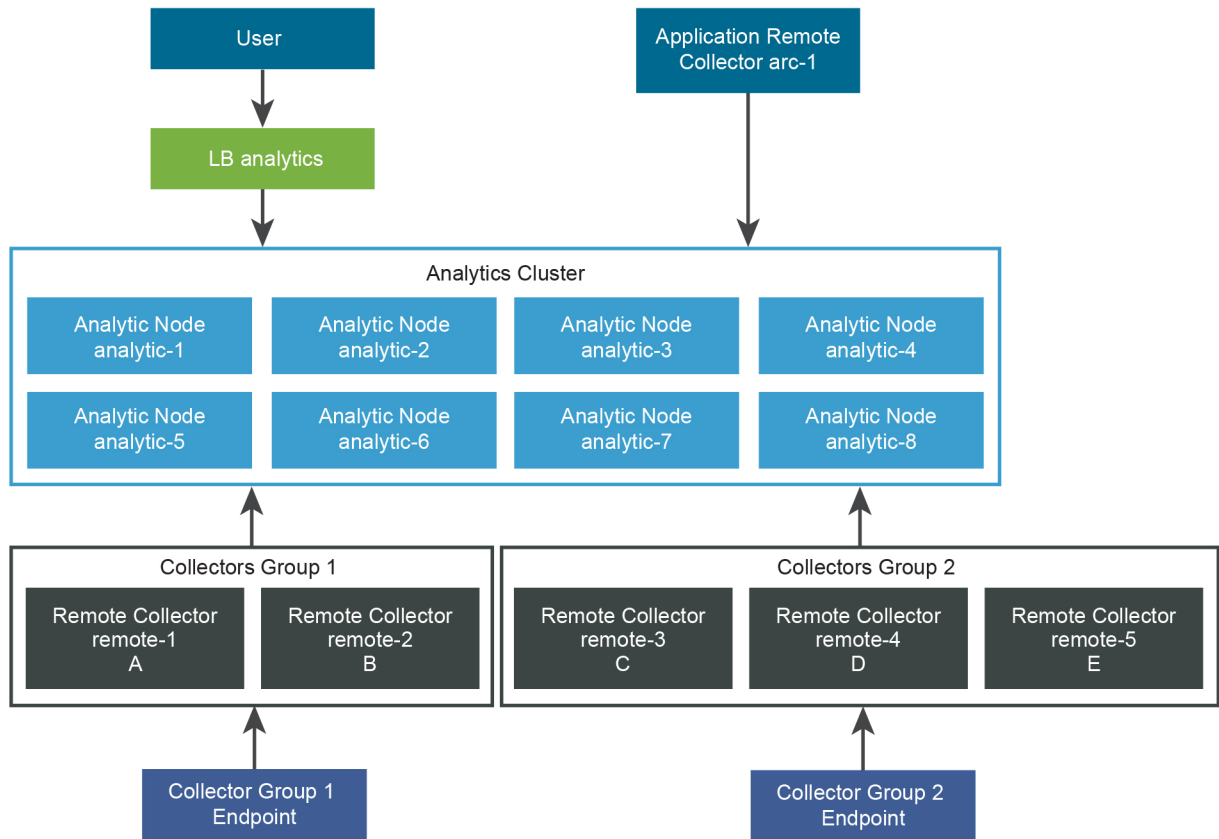 User
Application Remote
Collector arc-1
LB analytics
Analytics Cluster
Analytic Node
analytic-1
Analytic Node
analytic-2
Analytic Node
analytic-3
Analytic Node
analytic-4
Analytic Node
analytic-5
Analytic Node
analytic-6
Analytic Node
analytic-7
Analytic Node
analytic-8
Collectors Group 1
Remote Collector
remote-1
A
Remote Collector
remote-2
B
Collectors Group 2
Remote Collector
remote-3
C
Remote Collector
remote-4
D
Remote Collector
remote-5
E
Collector Group 1
Endpoint
Collector Group 2
Endpoint